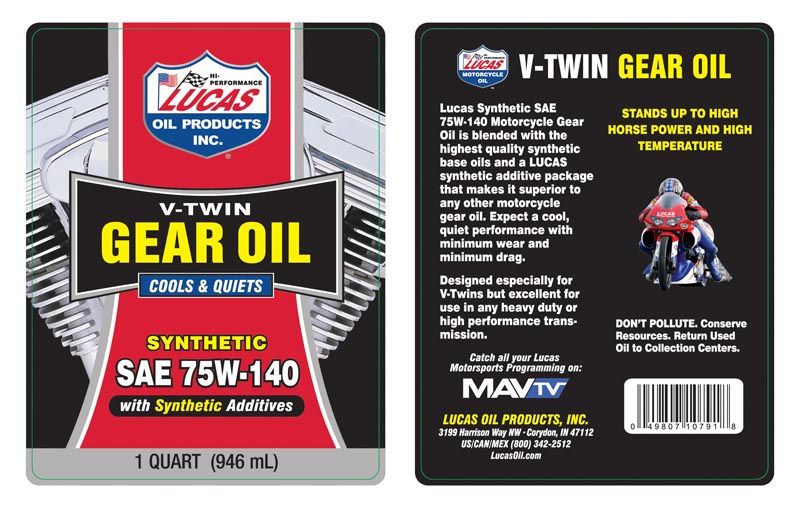 HI-
PERFORMANCE
LUCAS
OIL PRODUCTS
INC.
®
V-TWIN
GEAR OIL
COOLS & QUIETS
SYNTHETIC
SAE 75W-140
with Synthetic Additives
1 QUART (946 mL)
LUCAS
MOTORCYCLE
OIL
V-TWIN GEAR OIL
Lucas Synthetic SAE
75W-140 Motorcycle Gear
Oil is blended with the
highest quality synthetic
base oils and a LUCAS
synthetic additive package
that makes it superior to
any other motorcycle
gear oil. Expect a cool,
quiet performance with
minimum wear and
minimum drag.
Designed especially for
V-Twins but excellent for
use in any heavy duty or
high performance trans-
mission.
Catch all your Lucas
Motorsports Programming on:
MAVTV
LUCAS OIL PRODUCTS, INC.
3199 Harrison Way NW · Corydon, IN 47112
US/CAN/MEX (800) 342-2512
LucasOil.com
STANDS UP TO HIGH
HORSE POWER AND HIGH
TEMPERATURE
LUCAS
DON'T POLLUTE. Conserve
Resources. Return Used
Oil to Collection Centers.
0 49807 10791 8